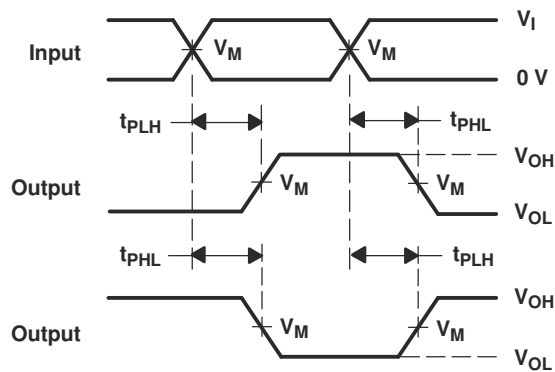 V_I
Input V_M V_M
0 V
t_PLH t_PHL
V_OH
Output V_M V_M
V_OL
t_PHL t_PLH
V_OH
Output V_M V_M
V_OL